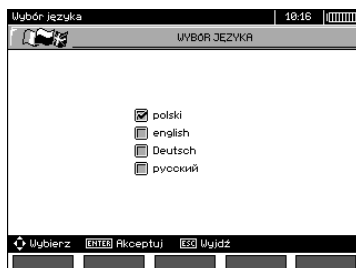 Wybór języka 10:16
WYBÓR JĘZYKA
polski
english
Deutsch
русский
Wybierz ENTER Akceptuj ESC Wyjdź